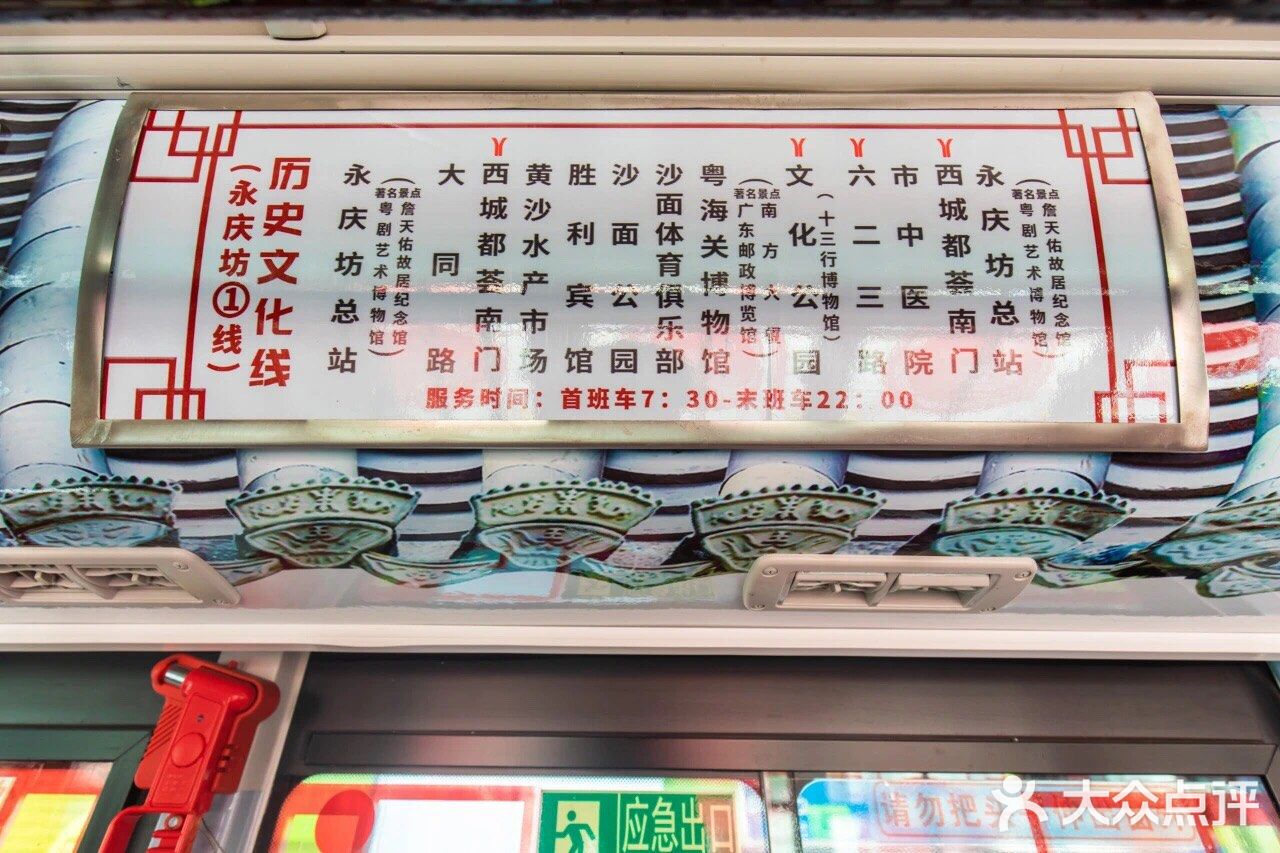 历史文化线
（永庆坊①线）
永庆坊总站
（著名景点
詹天佑故居纪念馆
粤剧艺术博物馆）
大同路
西城都荟南门
黄沙水产市场
胜利宾馆
沙面公园
沙面体育俱乐部
粤海关博物馆
（著名景点
南方大厦
广东邮政博览馆）
文化公园
（十三行博物馆）
六二三路
市中医院
西城都荟南门
永庆坊总站
（著名景点
詹天佑故居纪念馆
粤剧艺术博物馆）
服务时间：首班车7：30-末班车22：00
应急出口
请勿把头
大众点评